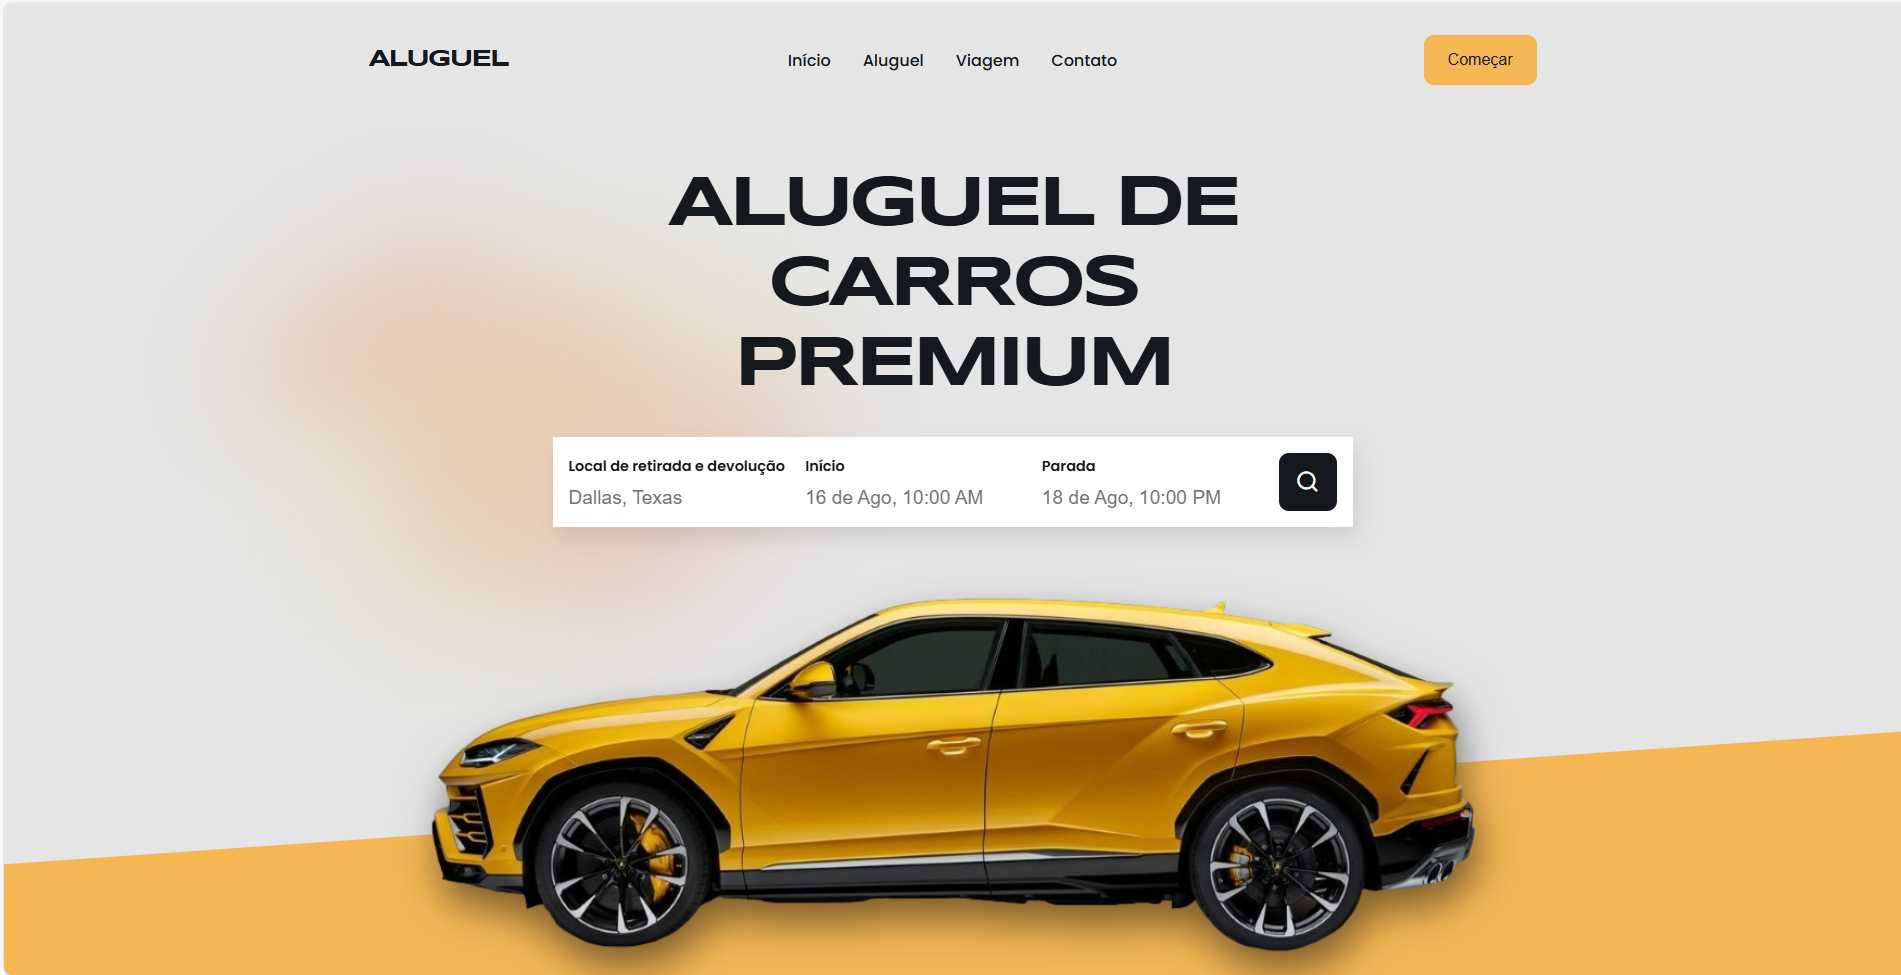 ALUGUEL
Início Aluguel Viagem Contato
Começar
ALUGUEL DE
CARROS
PREMIUM
Local de retirada e devolução
Dallas, Texas
Início
16 de Ago, 10:00 AM
Parada
18 de Ago, 10:00 PM